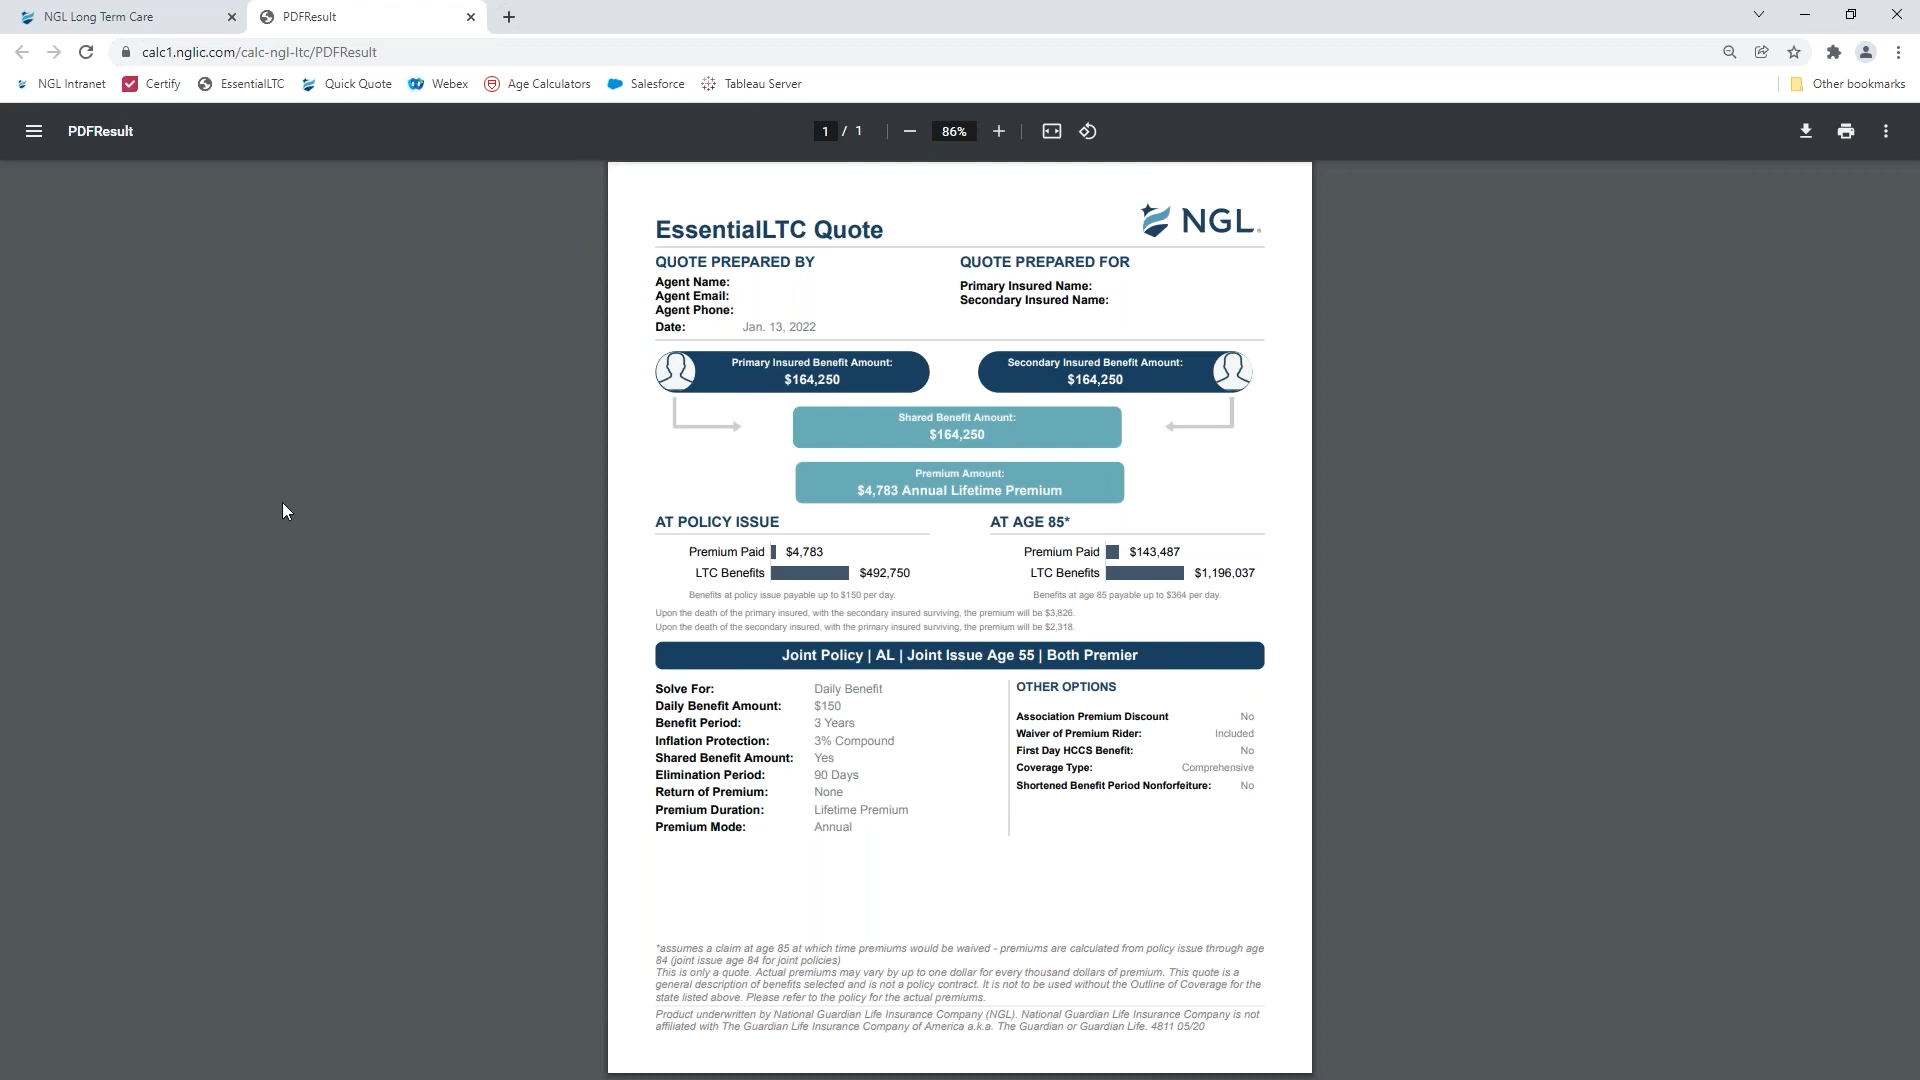 NGL Long Term Care
PDFResult
calc1.nglic.com/calc-ngl-ltc/PDFResult
NGL Intranet
Certify
EssentialLTC
Quick Quote
Webex
Age Calculators
Salesforce
Tableau Server
Other bookmarks
PDFResult
1 / 1
86%
EssentialLTC Quote
NGL.
QUOTE PREPARED BY
Agent Name:
Agent Email:
Agent Phone:
Date: Jan. 13, 2022
QUOTE PREPARED FOR
Primary Insured Name:
Secondary Insured Name:
Primary Insured Benefit Amount:
$164,250
Secondary Insured Benefit Amount:
$164,250
Shared Benefit Amount:
$164,250
Premium Amount:
$4,783 Annual Lifetime Premium
AT POLICY ISSUE
Premium Paid $4,783
LTC Benefits $492,750
Benefits at policy issue payable up to $150 per day.
AT AGE 85*
Premium Paid $143,487
LTC Benefits $1,196,037
Benefits at age 85 payable up to $364 per day.
Upon the death of the primary insured, with the secondary insured surviving, the premium will be $3,826.
Upon the death of the secondary insured, with the primary insured surviving, the premium will be $2,318.
Joint Policy | AL | Joint Issue Age 55 | Both Premier
Solve For: Daily Benefit
Daily Benefit Amount: $150
Benefit Period: 3 Years
Inflation Protection: 3% Compound
Shared Benefit Amount: Yes
Elimination Period: 90 Days
Return of Premium: None
Premium Duration: Lifetime Premium
Premium Mode: Annual
OTHER OPTIONS
Association Premium Discount No
Waiver of Premium Rider: Included
First Day HCCS Benefit: No
Coverage Type: Comprehensive
Shortened Benefit Period Nonforfeiture: No
*assumes a claim at age 85 at which time premiums would be waived - premiums are calculated from policy issue through age
84 (joint issue age 84 for joint policies)
This is only a quote. Actual premiums may vary by up to one dollar for every thousand dollars of premium. This quote is a
general description of benefits selected and is not a policy contract. It is not to be used without the Outline of Coverage for the
state listed above. Please refer to the policy for the actual premiums.
Product underwritten by National Guardian Life Insurance Company (NGL). National Guardian Life Insurance Company is not
affiliated with The Guardian Life Insurance Company of America a.k.a. The Guardian or Guardian Life. 4811 05/20